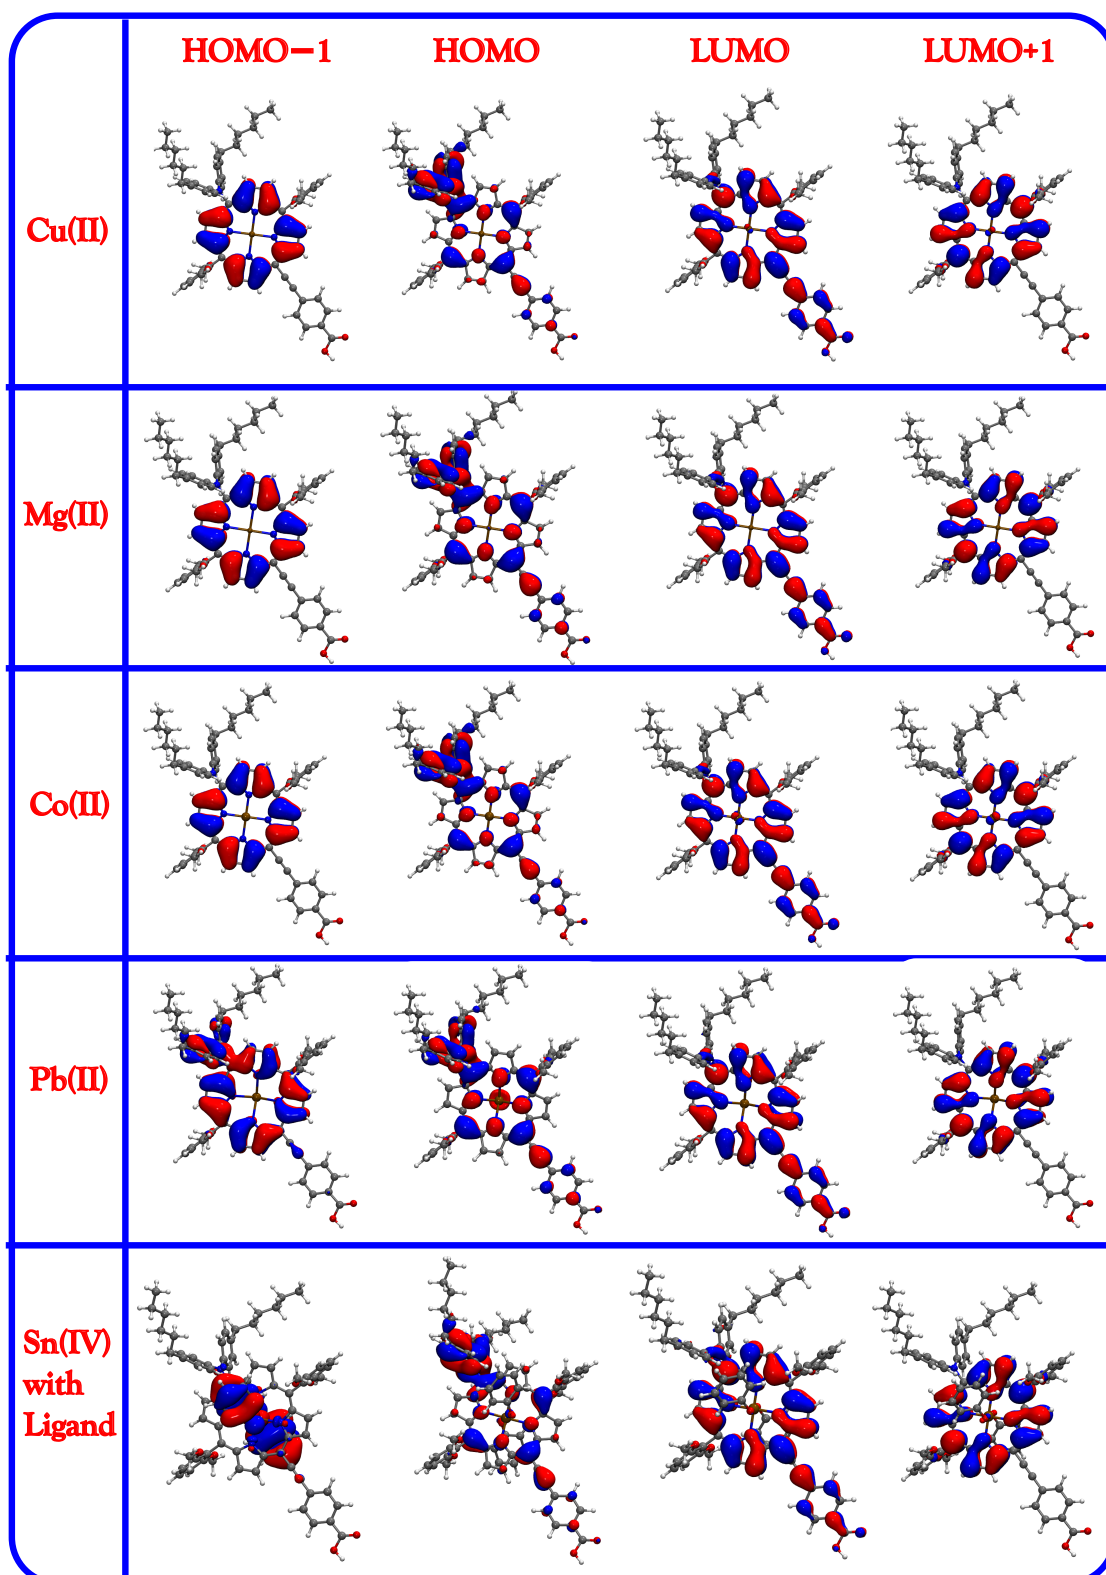 HOMO−1 HOMO LUMO LUMO+1
Cu(II)
Mg(II)
Co(II)
Pb(II)
Sn(IV)
with
Ligand